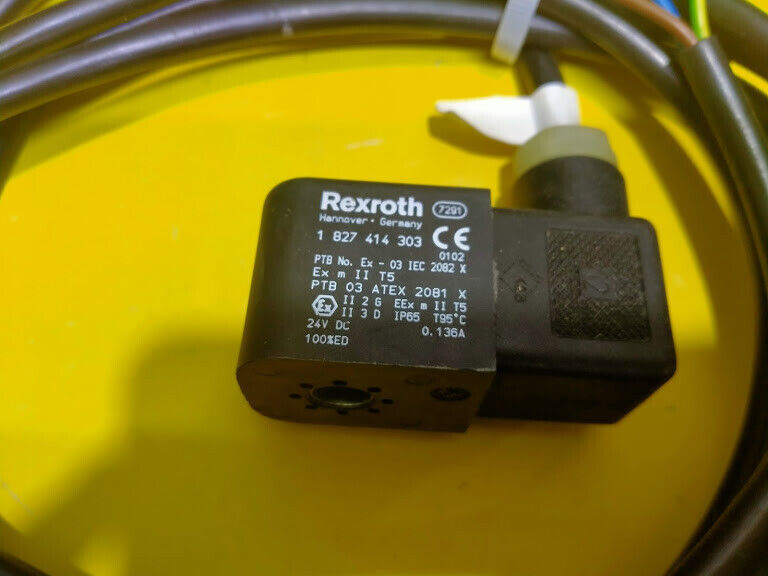 Rexroth 7291
Hannover • Germany
1 827 414 303 CE
0102
PTB No. Ex - 03 IEC 2082 X
Ex m II T5
PTB 03 ATEX 2081 X
Ex II 2 G EEx m II T5
II 3 D IP65 T95°C
24V DC 0.136A
100%ED